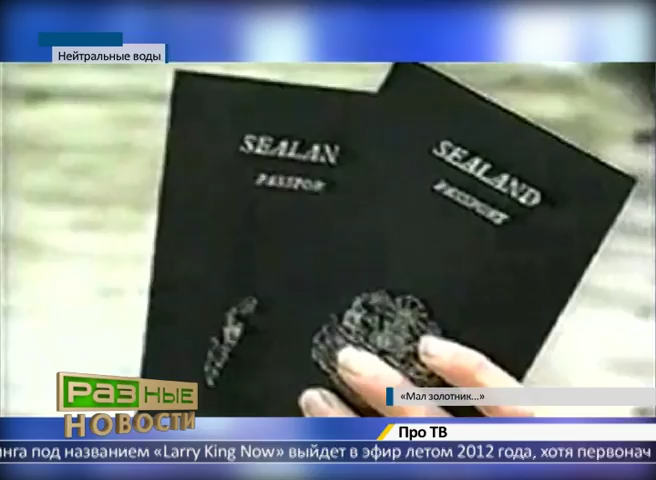 Нейтральные воды
SEALAN
PASSPOR
SEALAND
PASSPORT
РАЗНЫЕ
НОВОСТИ
«Мал золотник...»
Про ТВ
нга под названием «Larry King Now» выйдет в эфир летом 2012 года, хотя первонач